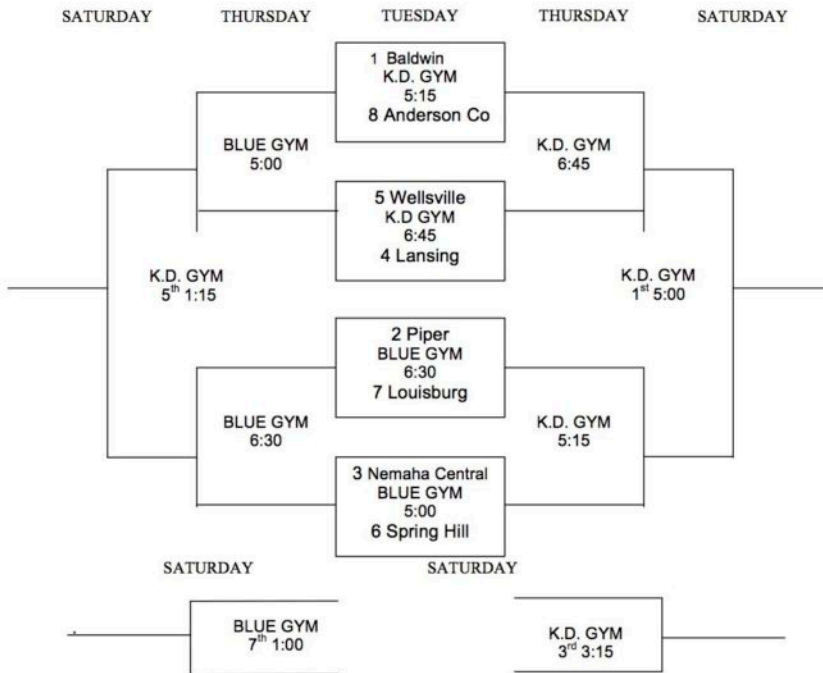 SATURDAY THURSDAY TUESDAY THURSDAY SATURDAY
1 Baldwin
K.D. GYM
5:15
8 Anderson Co
BLUE GYM
5:00
K.D. GYM
6:45
5 Wellsville
K.D GYM
6:45
4 Lansing
K.D. GYM
5th 1:15
K.D. GYM
1st 5:00
2 Piper
BLUE GYM
6:30
7 Louisburg
BLUE GYM
6:30
K.D. GYM
5:15
3 Nemaha Central
BLUE GYM
5:00
6 Spring Hill
SATURDAY SATURDAY
BLUE GYM
7th 1:00
K.D. GYM
3rd 3:15